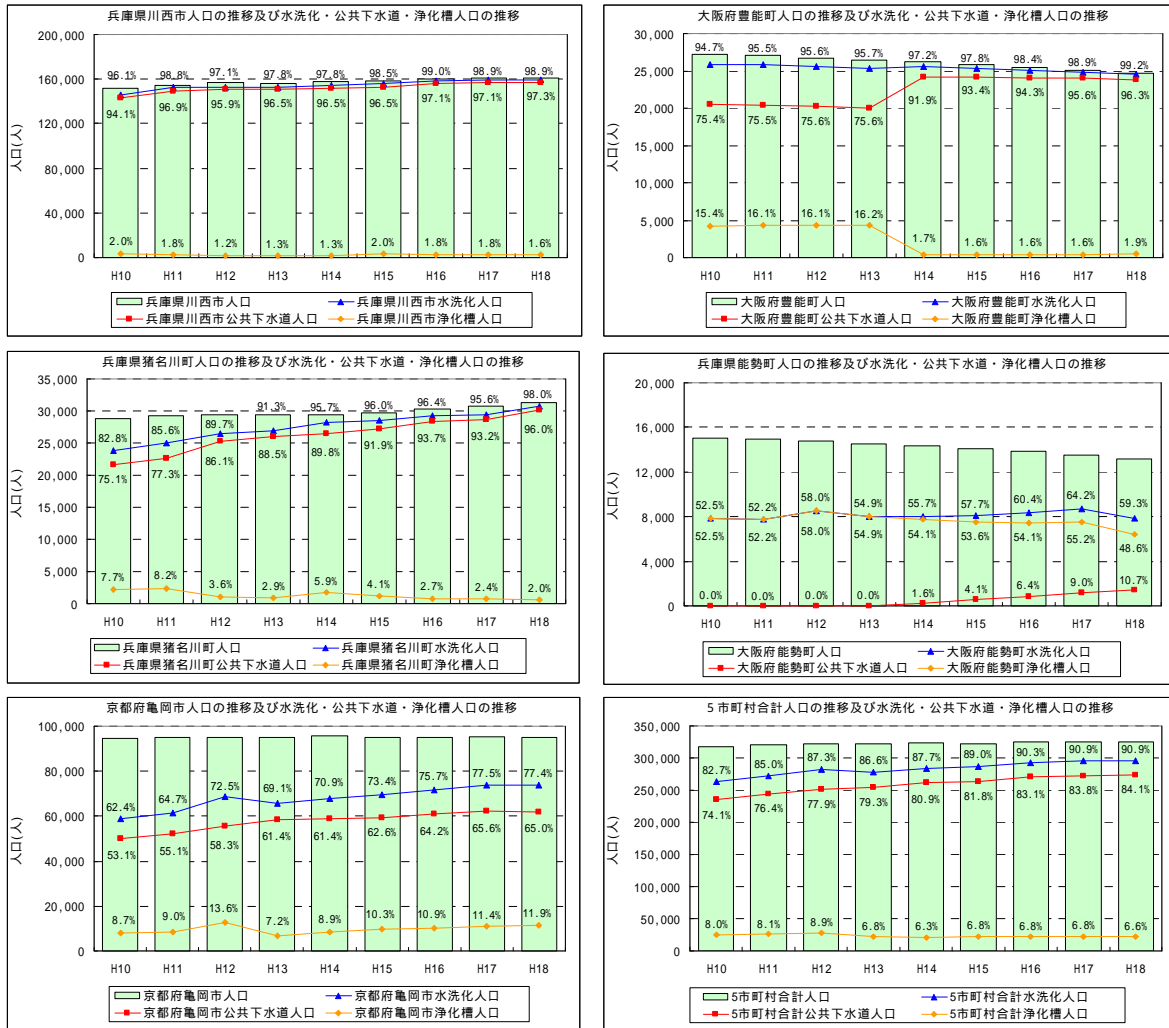 兵庫県川西市人口の推移及び水洗化・公共下水道・浄化槽人口の推移
人口(人)
200,000
160,000
120,000
80,000
40,000
0
96.1% 98.8% 97.1% 97.8% 97.8% 98.5% 99.0% 98.9% 98.9%
94.1% 96.9% 95.9% 96.5% 96.5% 96.5% 97.1% 97.1% 97.3%
2.0% 1.8% 1.2% 1.3% 1.3% 2.0% 1.8% 1.8% 1.6%
H10 H11 H12 H13 H14 H15 H16 H17 H18
兵庫県川西市人口 兵庫県川西市水洗化人口
兵庫県川西市公共下水道人口 兵庫県川西市浄化槽人口
大阪府豊能町人口の推移及び水洗化・公共下水道・浄化槽人口の推移
人口(人)
30,000
25,000
20,000
15,000
10,000
5,000
0
94.7% 95.5% 95.6% 95.7% 97.2% 97.8% 98.4% 98.9% 99.2%
75.4% 75.5% 75.6% 75.6% 91.9% 93.4% 94.3% 95.6% 96.3%
15.4% 16.1% 16.1% 16.2% 1.7% 1.6% 1.6% 1.6% 1.9%
H10 H11 H12 H13 H14 H15 H16 H17 H18
大阪府豊能町人口 大阪府豊能町水洗化人口
大阪府豊能町公共下水道人口 大阪府豊能町浄化槽人口
兵庫県猪名川町人口の推移及び水洗化・公共下水道・浄化槽人口の推移
人口(人)
35,000
30,000
25,000
20,000
15,000
10,000
5,000
0
82.8% 85.6% 89.7% 91.3% 95.7% 96.0% 96.4% 95.6% 98.0%
75.1% 77.3% 86.1% 88.5% 89.8% 91.9% 93.7% 93.2% 96.0%
7.7% 8.2% 3.6% 2.9% 5.9% 4.1% 2.7% 2.4% 2.0%
H10 H11 H12 H13 H14 H15 H16 H17 H18
兵庫県猪名川町人口 兵庫県猪名川町水洗化人口
兵庫県猪名川町公共下水道人口 兵庫県猪名川町浄化槽人口
兵庫県能勢町人口の推移及び水洗化・公共下水道・浄化槽人口の推移
人口(人)
20,000
16,000
12,000
8,000
4,000
0
52.5% 52.2% 58.0% 54.9% 55.7% 57.7% 60.4% 64.2% 59.3%
52.5% 52.2% 58.0% 54.9% 54.1% 53.6% 54.1% 55.2% 48.6%
0.0% 0.0% 0.0% 0.0% 1.6% 4.1% 6.4% 9.0% 10.7%
H10 H11 H12 H13 H14 H15 H16 H17 H18
大阪府能勢町人口 大阪府能勢町水洗化人口
大阪府能勢町公共下水道人口 大阪府能勢町浄化槽人口
京都府亀岡市人口の推移及び水洗化・公共下水道・浄化槽人口の推移
人口(人)
100,000
80,000
60,000
40,000
20,000
0
62.4% 64.7% 72.5% 69.1% 70.9% 73.4% 75.7% 77.5% 77.4%
53.1% 55.1% 58.3% 61.4% 61.4% 62.6% 64.2% 65.6% 65.0%
8.7% 9.0% 13.6% 7.2% 8.9% 10.3% 10.9% 11.4% 11.9%
H10 H11 H12 H13 H14 H15 H16 H17 H18
京都府亀岡市人口 京都府亀岡市水洗化人口
京都府亀岡市公共下水道人口 京都府亀岡市浄化槽人口
5市町村合計人口の推移及び水洗化・公共下水道・浄化槽人口の推移
人口(人)
350,000
300,000
250,000
200,000
150,000
100,000
50,000
0
82.7% 85.0% 87.3% 86.6% 87.7% 89.0% 90.3% 90.9% 90.9%
74.1% 76.4% 77.9% 79.3% 80.9% 81.8% 83.1% 83.8% 84.1%
8.0% 8.1% 8.9% 6.8% 6.3% 6.8% 6.8% 6.8% 6.6%
H10 H11 H12 H13 H14 H15 H16 H17 H18
5市町村合計人口 5市町村合計水洗化人口
5市町村合計公共下水道人口 5市町村合計浄化槽人口